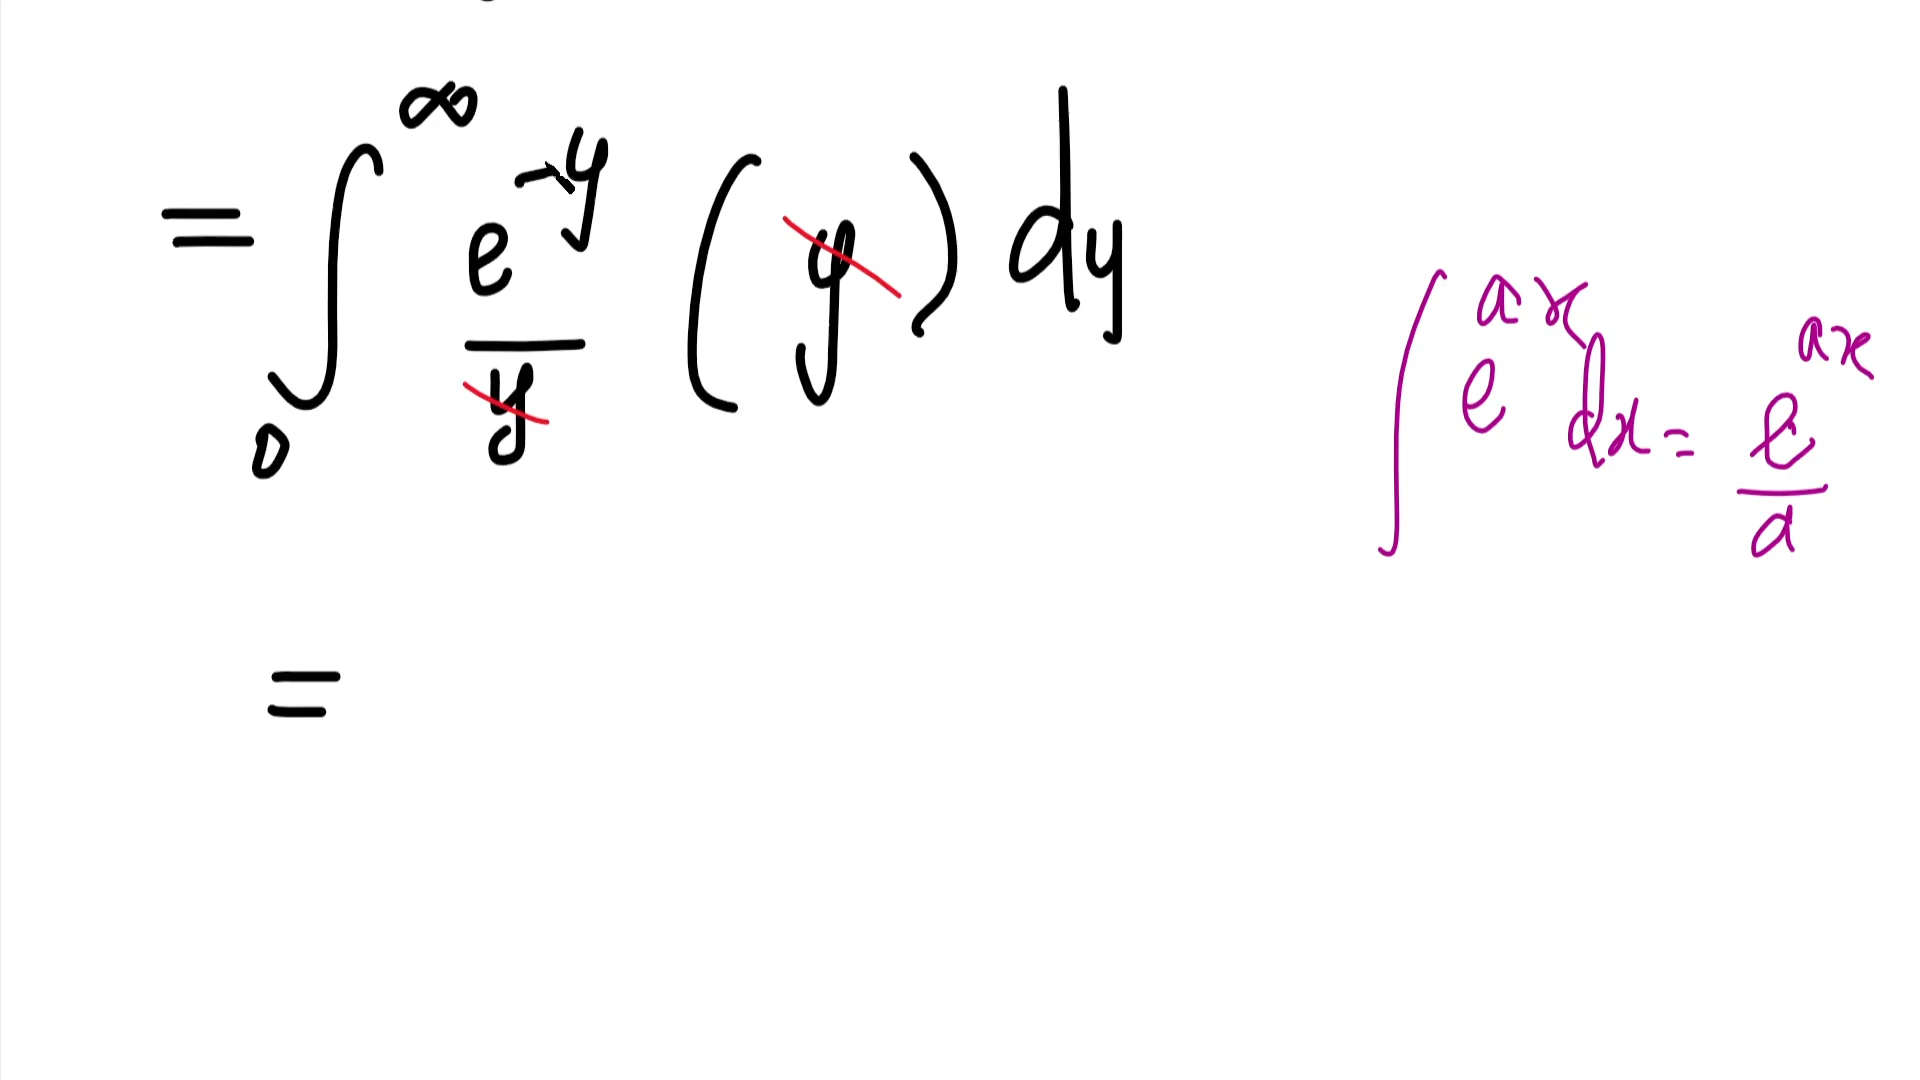 = ∫₀^∞ e^{-y}/y (y) dy
∫ e^{ax} dx = e^{ax}/a
=